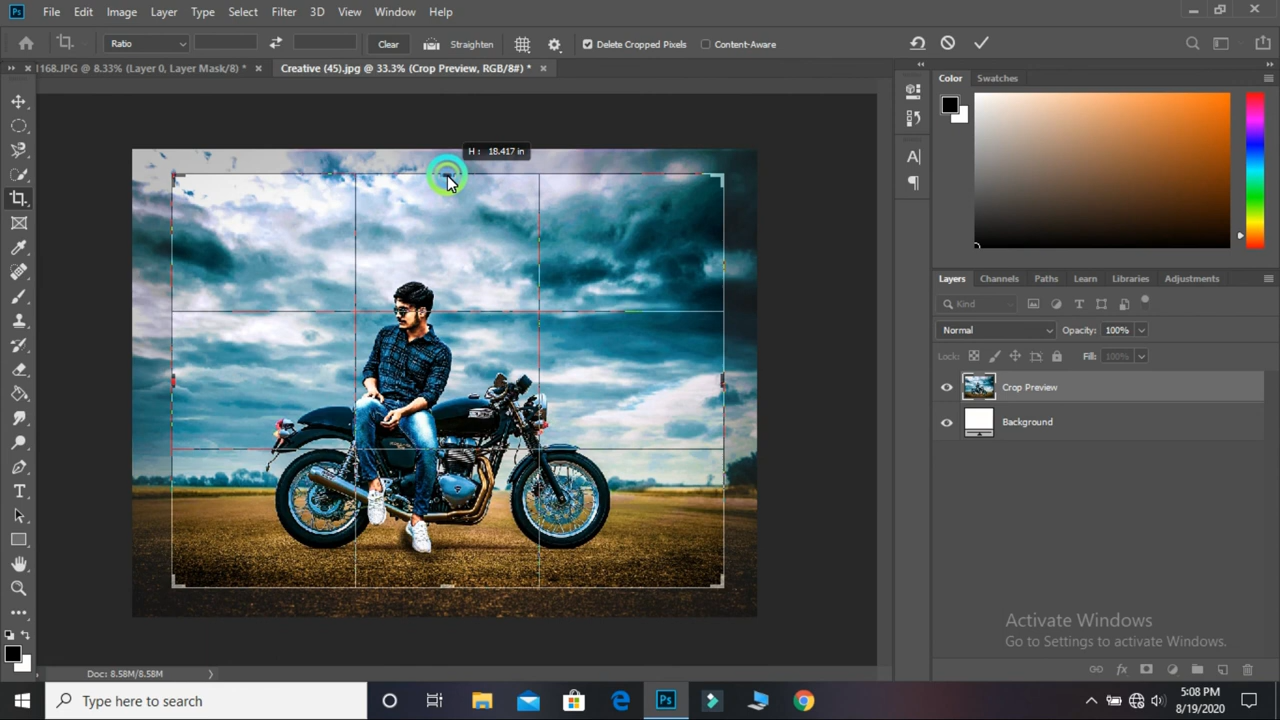 Ps File Edit Image Layer Type Select Filter 3D View Window Help
Ratio Clear Straighten Delete Cropped Pixels Content-Aware
168.JPG @ 8.33% (Layer 0, Layer Mask/8) * × Creative (45).jpg @ 33.3% (Crop Preview, RGB/8#) * ×
Color Swatches
H : 18.417 in
Layers Channels Paths Learn Libraries Adjustments
Kind
Normal Opacity: 100%
Lock: Fill: 100%
Crop Preview
Background
Activate Windows
Go to Settings to activate Windows.
Doc: 8.58M/8.58M
Type here to search
Ps
5:08 PM
8/19/2020